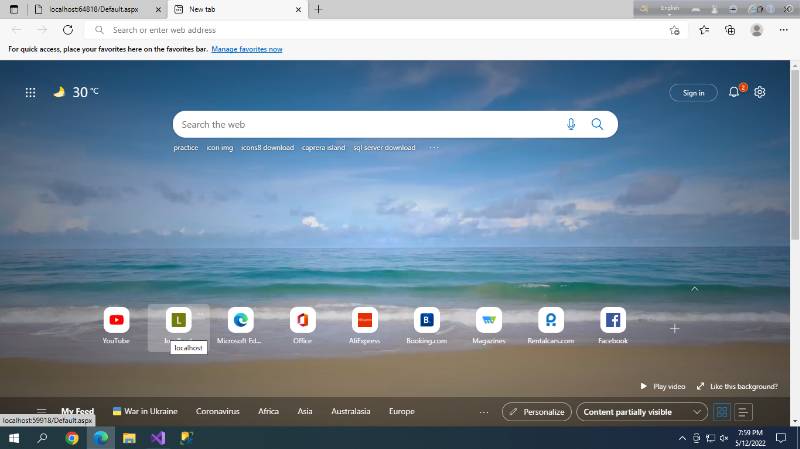 localhost:64818/Default.aspx
New tab
English
Search or enter web address
For quick access, place your favorites here on the favorites bar. Manage favorites now
30 °C
Sign in
2
Search the web
practice icon img icons8 download caprera island sql server download ...
L
B.
YouTube
Microsoft Ed...
Office
AliExpress
Booking.com
Magazines
Rentalcars.com
Facebook
localhost
Play video
Like this background?
My Feed
War in Ukraine
Coronavirus
Africa
Asia
Australasia
Europe
...
Personalize
Content partially visible
localhost:59918/Default.aspx
7:59 PM
5/12/2022